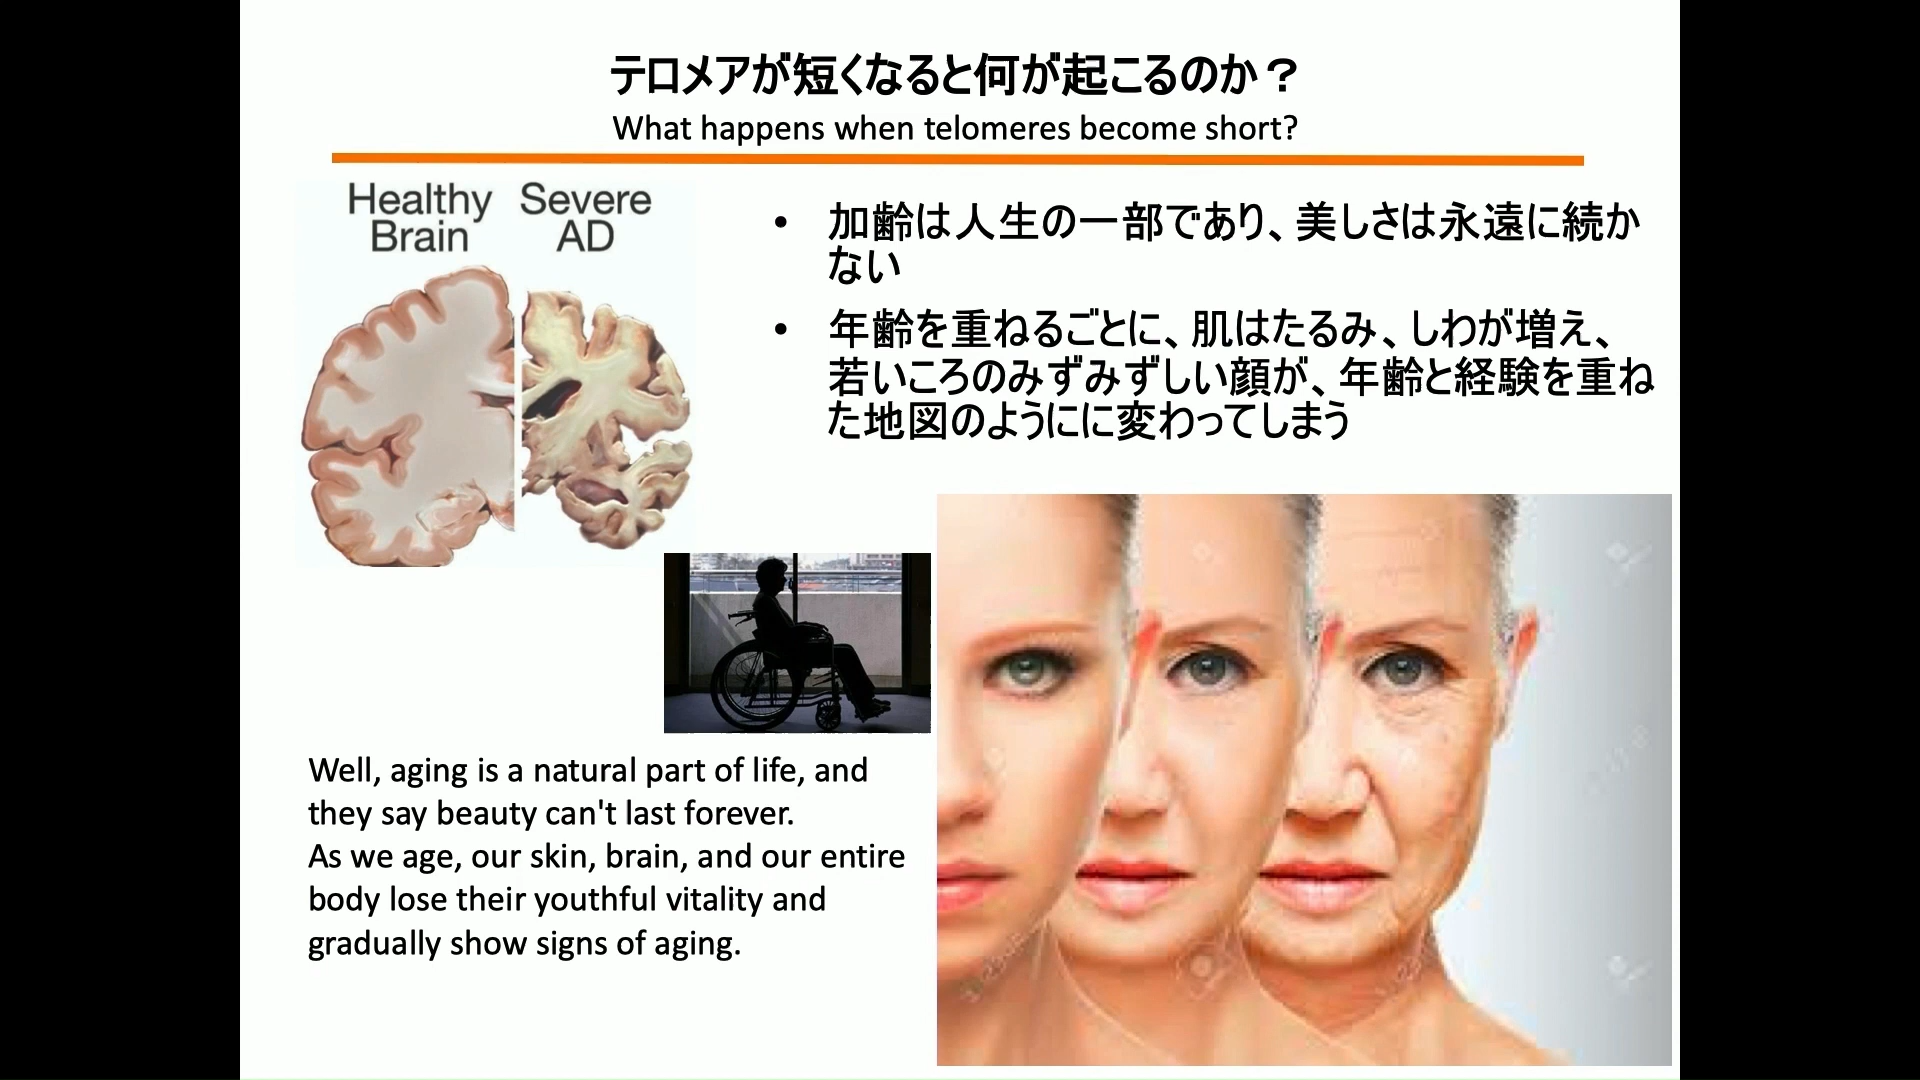 テロメアが短くなると何が起こるのか？
What happens when telomeres become short?
Healthy Brain
Severe AD
• 加齢は人生の一部であり、美しさは永遠に続か
ない
• 年齢を重ねるごとに、肌はたるみ、しわが増え、
若いころのみずみずしい顔が、年齢と経験を重ね
た地図のようにに変わってしまう
Well, aging is a natural part of life, and
they say beauty can't last forever.
As we age, our skin, brain, and our entire
body lose their youthful vitality and
gradually show signs of aging.